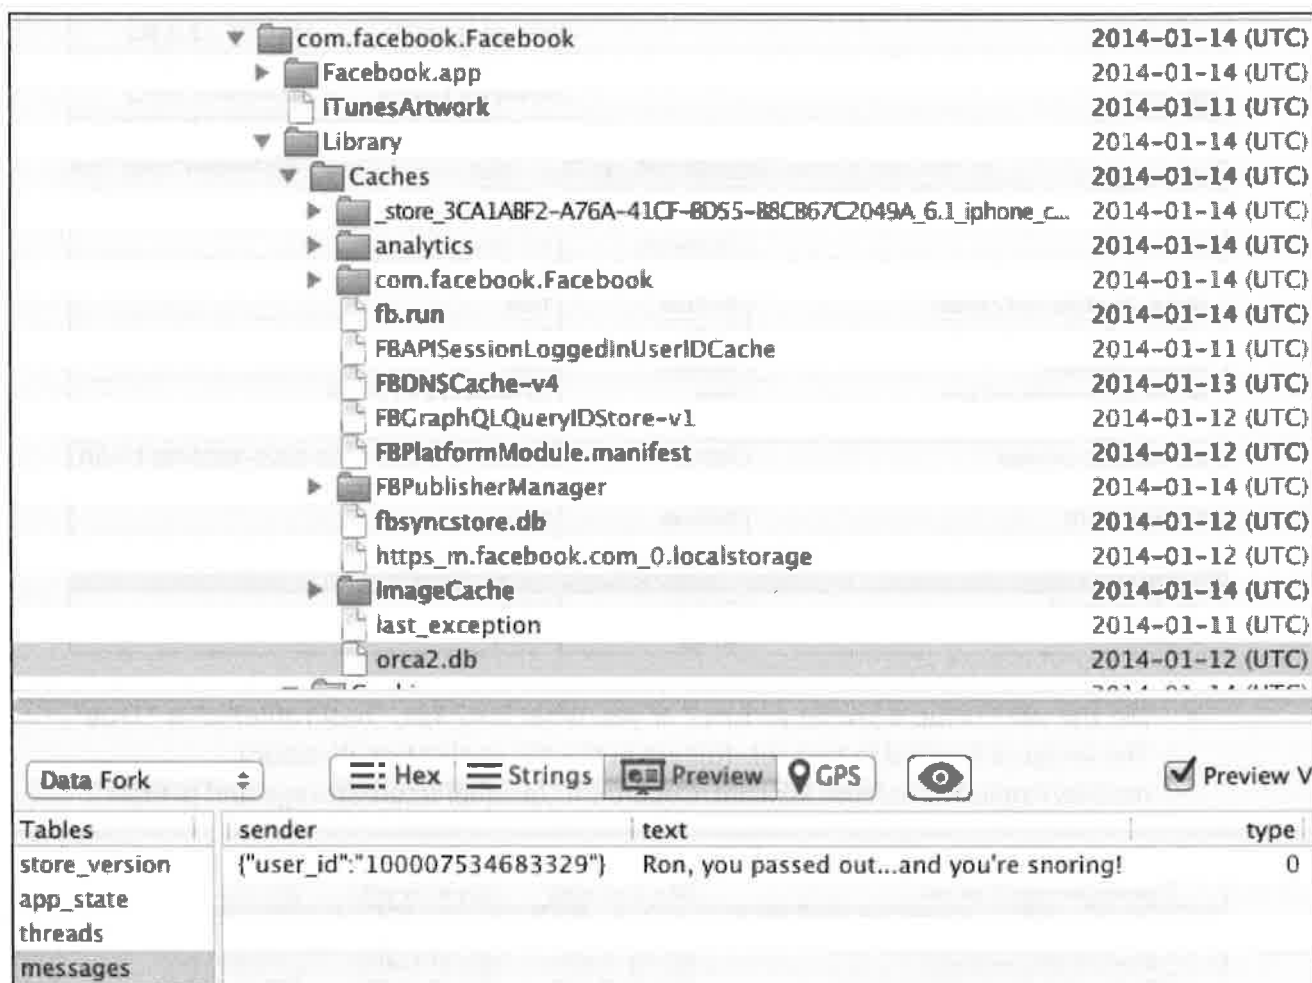 com.facebook.Facebook 2014-01-14 (UTC)
Facebook.app 2014-01-14 (UTC)
iTunesArtwork 2014-01-11 (UTC)
Library 2014-01-14 (UTC)
Caches 2014-01-14 (UTC)
_store_3CA1ABF2-A76A-41CF-8D55-B8CB67C2049A_6.1_iphone_c... 2014-01-14 (UTC)
analytics 2014-01-14 (UTC)
com.facebook.Facebook 2014-01-14 (UTC)
fb.run 2014-01-14 (UTC)
FBAPISessionLoggedInUserIDCache 2014-01-11 (UTC)
FBDNSCache-v4 2014-01-13 (UTC)
FBGraphQLQueryIDStore-v1 2014-01-12 (UTC)
FBPlatformModule.manifest 2014-01-12 (UTC)
FBPublisherManager 2014-01-14 (UTC)
fbsyncstore.db 2014-01-12 (UTC)
https_m.facebook.com_0.localstorage 2014-01-12 (UTC)
ImageCache 2014-01-14 (UTC)
last_exception 2014-01-11 (UTC)
orca2.db 2014-01-12 (UTC)
Data Fork Hex Strings Preview GPS Preview V
Tables sender text type
store_version {"user_id":"100007534683329"} Ron, you passed out...and you're snoring! 0
app_state
threads
messages